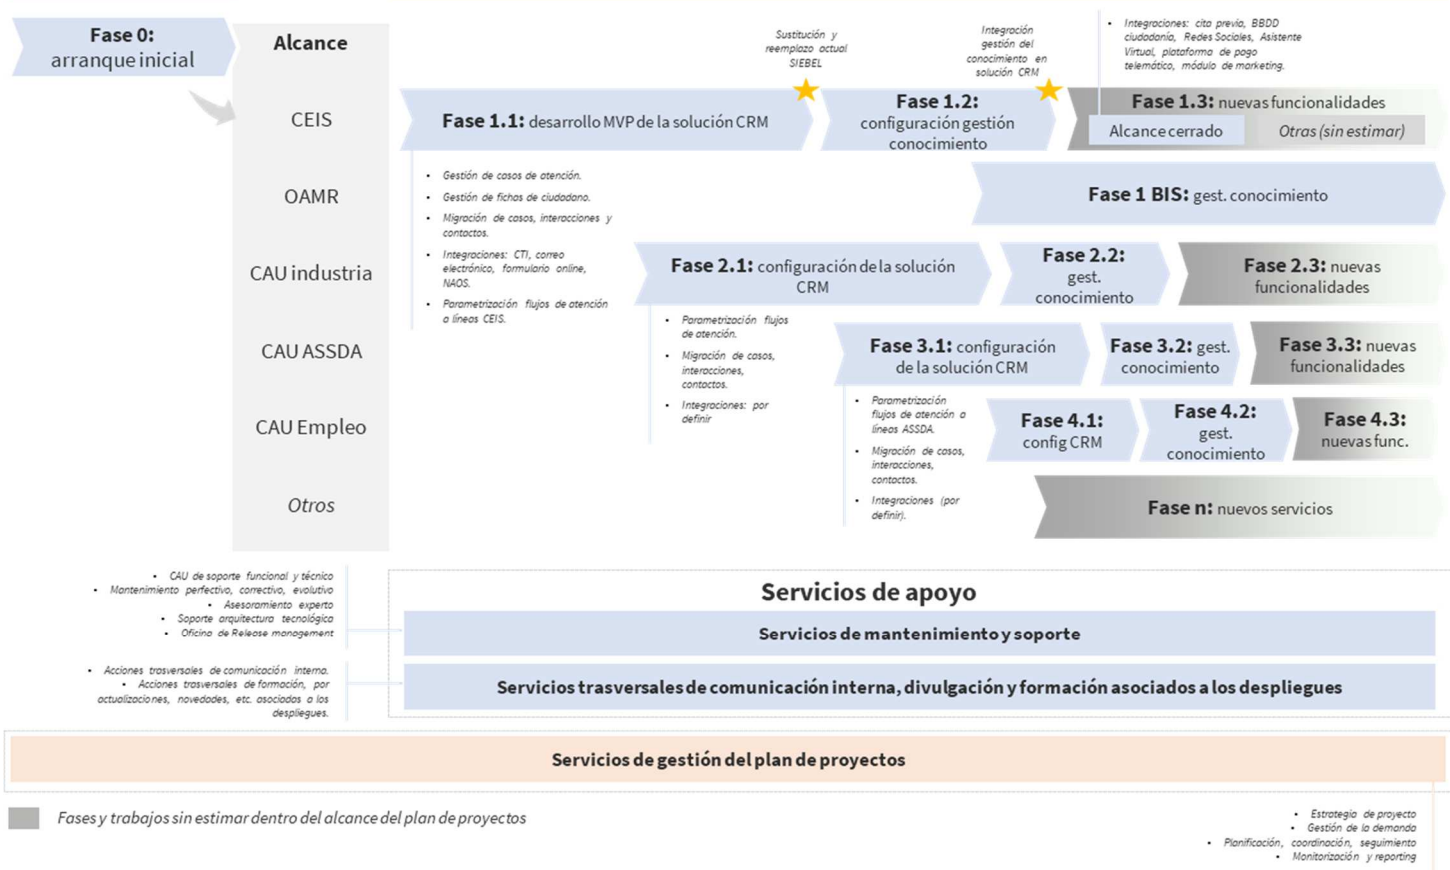 Fase 0:
arranque inicial
Alcance
CEIS
OAMR
CAU industria
CAU ASSDA
CAU Empleo
Otros
Sustitución y
reemplazo actual
SIEBEL
Integración
gestión del
conocimiento en
solución CRM
• Integraciones: cita previa, BBDD
ciudadanía, Redes Sociales, Asistente
Virtual, plataforma de pago
telemático, módulo de marketing.
Fase 1.1: desarrollo MVP de la solución CRM
Fase 1.2:
configuración gestión
conocimiento
Fase 1.3: nuevas funcionalidades
Alcance cerrado
Otras (sin estimar)
• Gestión de casos de atención.
• Gestión de fichas de ciudadano.
• Migración de casos, interacciones y
contactos.
• Integraciones: CTI, correo
electrónico, formulario online,
NAOS.
• Parametrización flujos de atención
a líneas CEIS.
Fase 1 BIS: gest. conocimiento
Fase 2.1: configuración de la solución
CRM
Fase 2.2:
gest.
conocimiento
Fase 2.3: nuevas
funcionalidades
• Parametrización flujos
de atención.
• Migración de casos,
interacciones,
contactos.
• Integraciones: por
definir
Fase 3.1: configuración
de la solución CRM
Fase 3.2: gest.
conocimiento
Fase 3.3: nuevas
funcionalidades
• Parametrización
flujos de atención a
líneas ASSDA.
• Migración de casos,
interacciones,
contactos.
• Integraciones (por
definir).
Fase 4.1:
config CRM
Fase 4.2:
gest.
conocimiento
Fase 4.3:
nuevas func.
Fase n: nuevos servicios
• CAU de soporte funcional y técnico
• Mantenimiento perfectivo, correctivo, evolutivo
• Asesoramiento experto
• Soporte arquitectura tecnológica
• Oficina de Release management
Servicios de apoyo
Servicios de mantenimiento y soporte
• Acciones trasversales de comunicación interna.
• Acciones trasversales de formación, por
actualizaciones, novedades, etc. asociadas a los
despliegues.
Servicios trasversales de comunicación interna, divulgación y formación asociados a los despliegues
Servicios de gestión del plan de proyectos
Fases y trabajos sin estimar dentro del alcance del plan de proyectos
• Estrategia de proyecto
• Gestión de la demanda
• Planificación, coordinación, seguimiento
• Monitorización y reporting